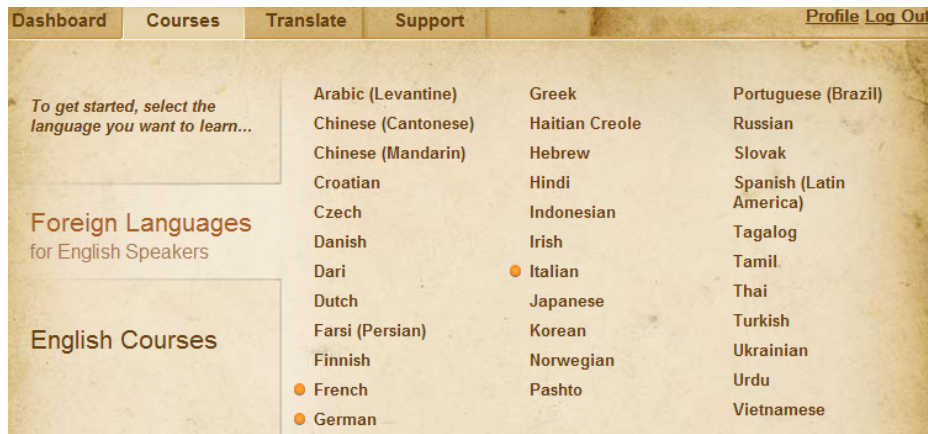 Dashboard Courses Translate Support Profile Log Out
To get started, select the
language you want to learn...
Foreign Languages
for English Speakers
English Courses
Arabic (Levantine)
Chinese (Cantonese)
Chinese (Mandarin)
Croatian
Czech
Danish
Dari
Dutch
Farsi (Persian)
Finnish
French
German
Greek
Haitian Creole
Hebrew
Hindi
Indonesian
Irish
Italian
Japanese
Korean
Norwegian
Pashto
Portuguese (Brazil)
Russian
Slovak
Spanish (Latin
America)
Tagalog
Tamil
Thai
Turkish
Ukrainian
Urdu
Vietnamese